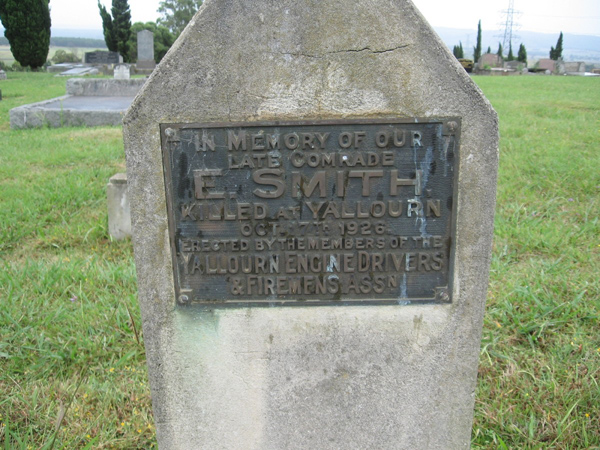 IN MEMORY OF OUR
LATE COMRADE
E. SMITH
KILLED AT YALLOURN
OCT. 17TH 1926.
ERECTED BY THE MEMBERS OF THE
YALLOURN ENGINE DRIVERS
& FIREMENS ASSN